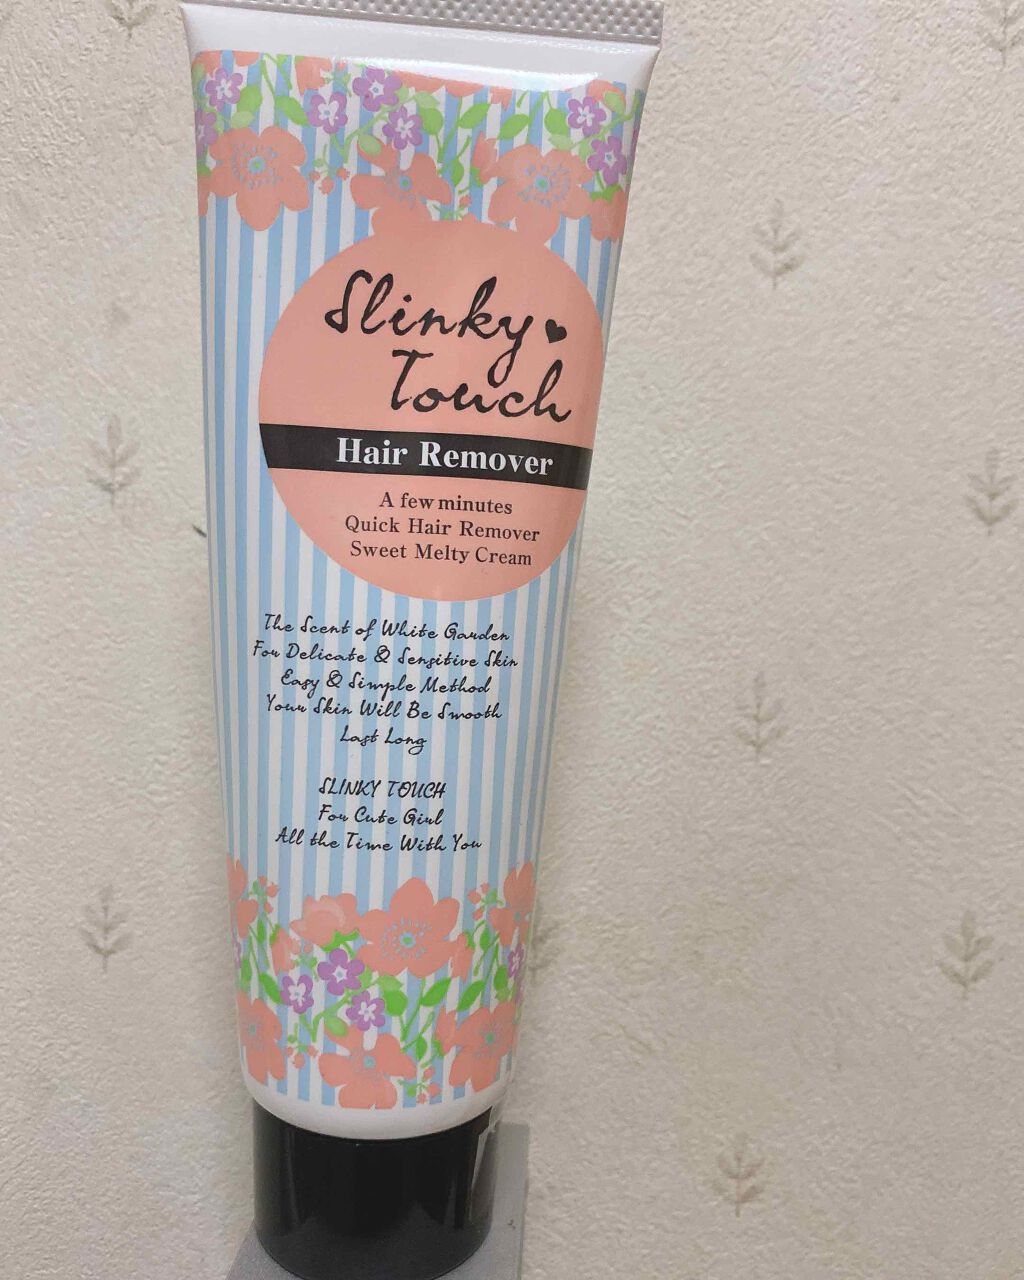 Slinky
Touch
Hair Remover
A few minutes
Quick Hair Remover
Sweet Melty Cream
The Scent of White Garden
For Delicate & Sensitive Skin
Easy & Simple Method
Your Skin Will Be Smooth
Last Long
SLINKY TOUCH
For Cute Girl
All the Time With You